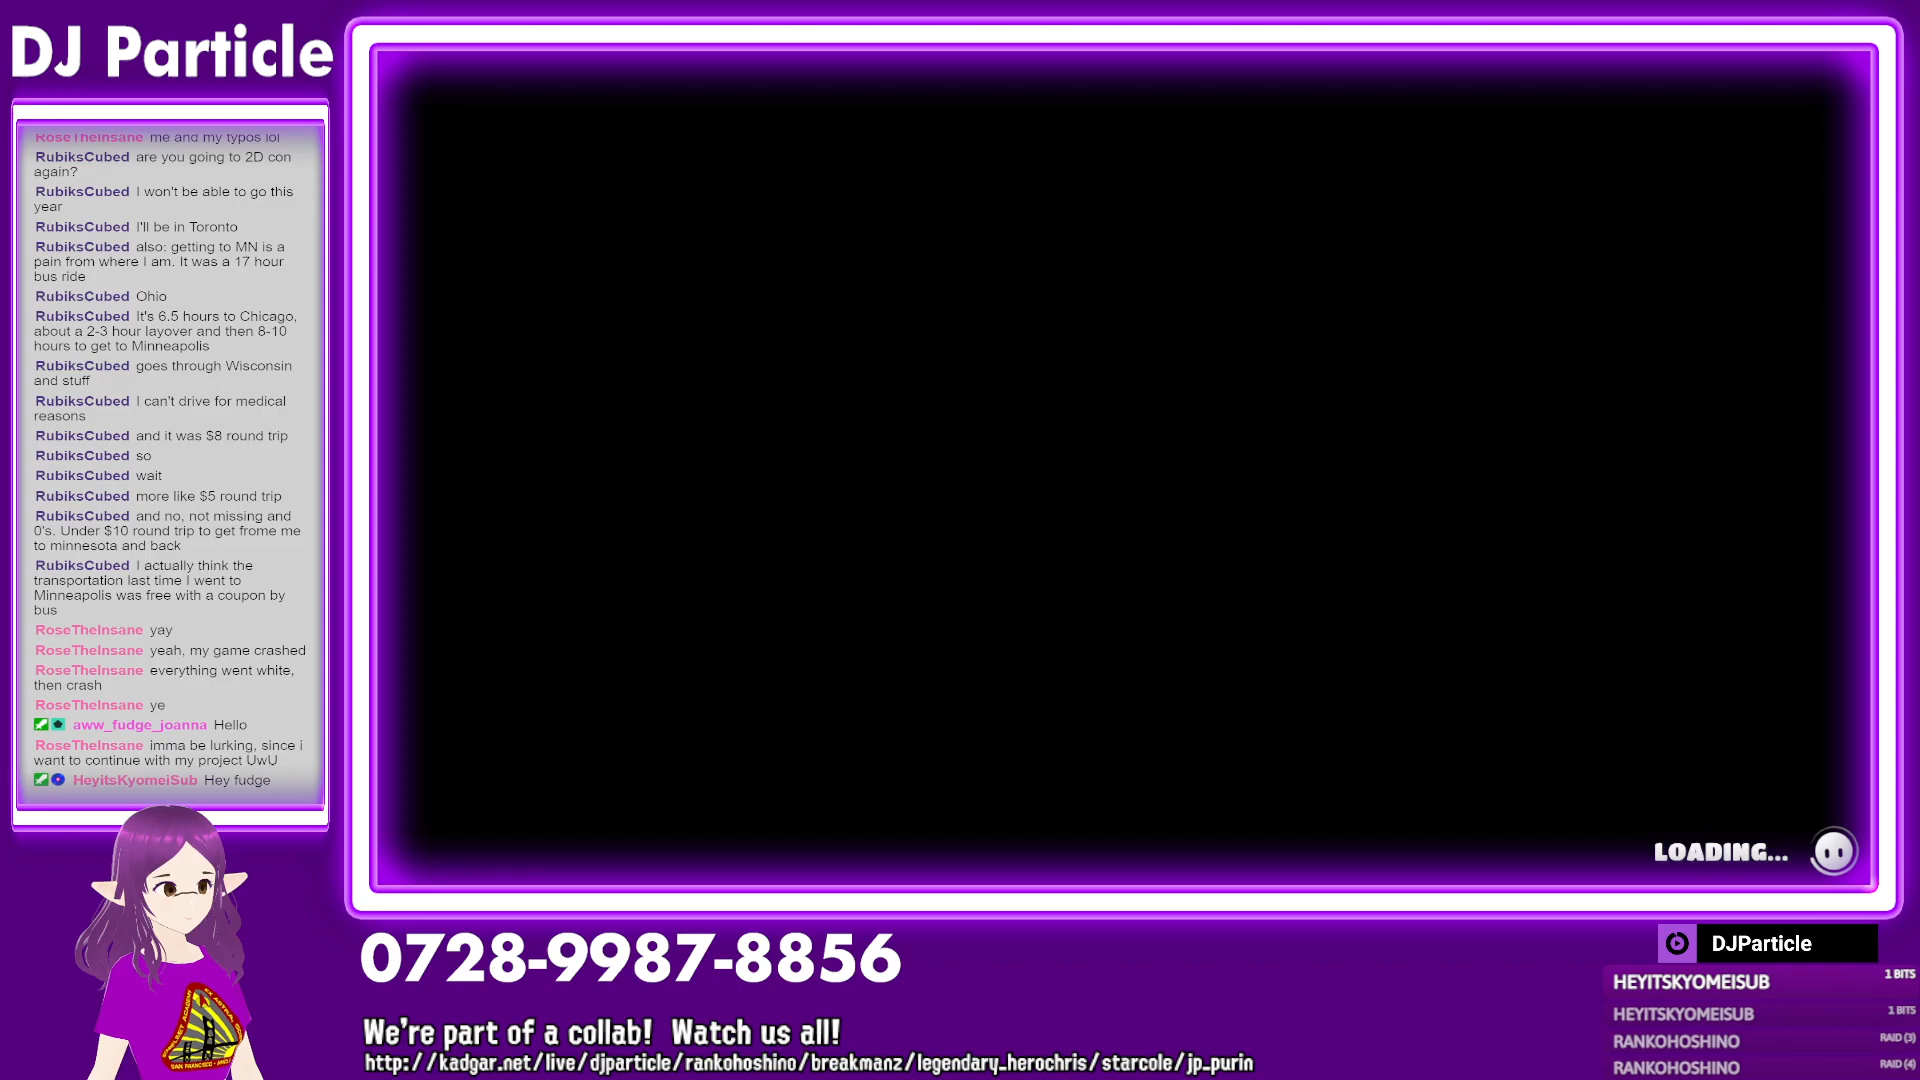 DJ Particle
RoseTheInsane me and my typos lol
RubiksCubed are you going to 2D con
again?
RubiksCubed I won't be able to go this
year
RubiksCubed I'll be in Toronto
RubiksCubed also: getting to MN is a
pain from where I am. It was a 17 hour
bus ride
RubiksCubed Ohio
RubiksCubed It's 6.5 hours to Chicago,
about a 2-3 hour layover and then 8-10
hours to get to Minneapolis
RubiksCubed goes through Wisconsin
and stuff
RubiksCubed I can't drive for medical
reasons
RubiksCubed and it was $8 round trip
RubiksCubed so
RubiksCubed wait
RubiksCubed more like $5 round trip
RubiksCubed and no, not missing and
0's. Under $10 round trip to get frome me
to minnesota and back
RubiksCubed I actually think the
transportation last time I went to
Minneapolis was free with a coupon by
bus
RoseTheInsane yay
RoseTheInsane yeah, my game crashed
RoseTheInsane everything went white,
then crash
RoseTheInsane ye
aww_fudge_joanna Hello
RoseTheInsane imma be lurking, since i
want to continue with my project UwU
HeyitsKyomeiSub Hey fudge
LOADING...
0728-9987-8856
We're part of a collab! Watch us all!
http://kadgar.net/live/djparticle/rankohoshino/breakmanz/legendary_herochris/starcole/jp_purin
DJParticle
HEYITSKYOMEISUB 1 BITS
HEYITSKYOMEISUB 1 BITS
RANKOHOSHINO RAID (3)
RANKOHOSHINO RAID (4)
SAN FRANCISCO